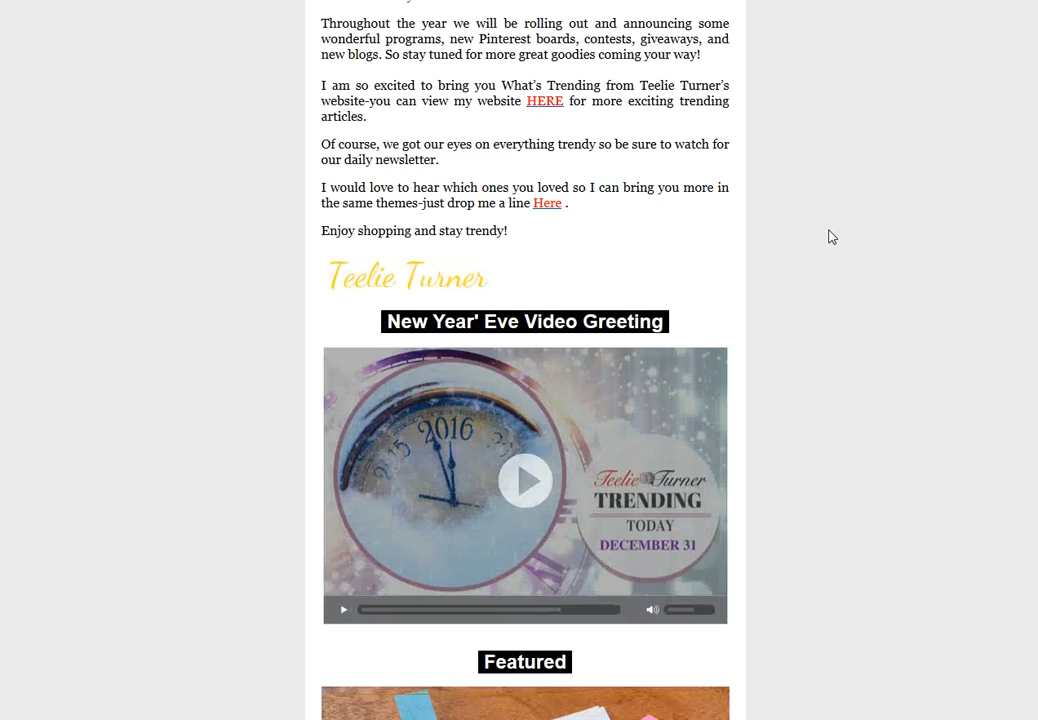 Throughout the year we will be rolling out and announcing some
wonderful programs, new Pinterest boards, contests, giveaways, and
new blogs. So stay tuned for more great goodies coming your way!
I am so excited to bring you What's Trending from Teelie Turner's
website-you can view my website HERE for more exciting trending
articles.
Of course, we got our eyes on everything trendy so be sure to watch for
our daily newsletter.
I would love to hear which ones you loved so I can bring you more in
the same themes-just drop me a line Here .
Enjoy shopping and stay trendy!
Teelie Turner
New Year' Eve Video Greeting
2016
Teelie Turner
TRENDING
TODAY
DECEMBER 31
Featured